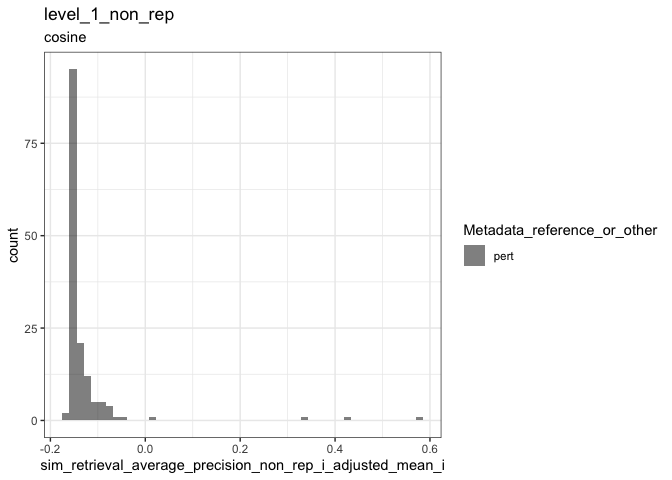 level_1_non_rep
cosine
75
50
25
0
count
-0.2
0.0
0.2
0.4
0.6
sim_retrieval_average_precision_non_rep_i_adjusted_mean_i
Metadata_reference_or_other
pert